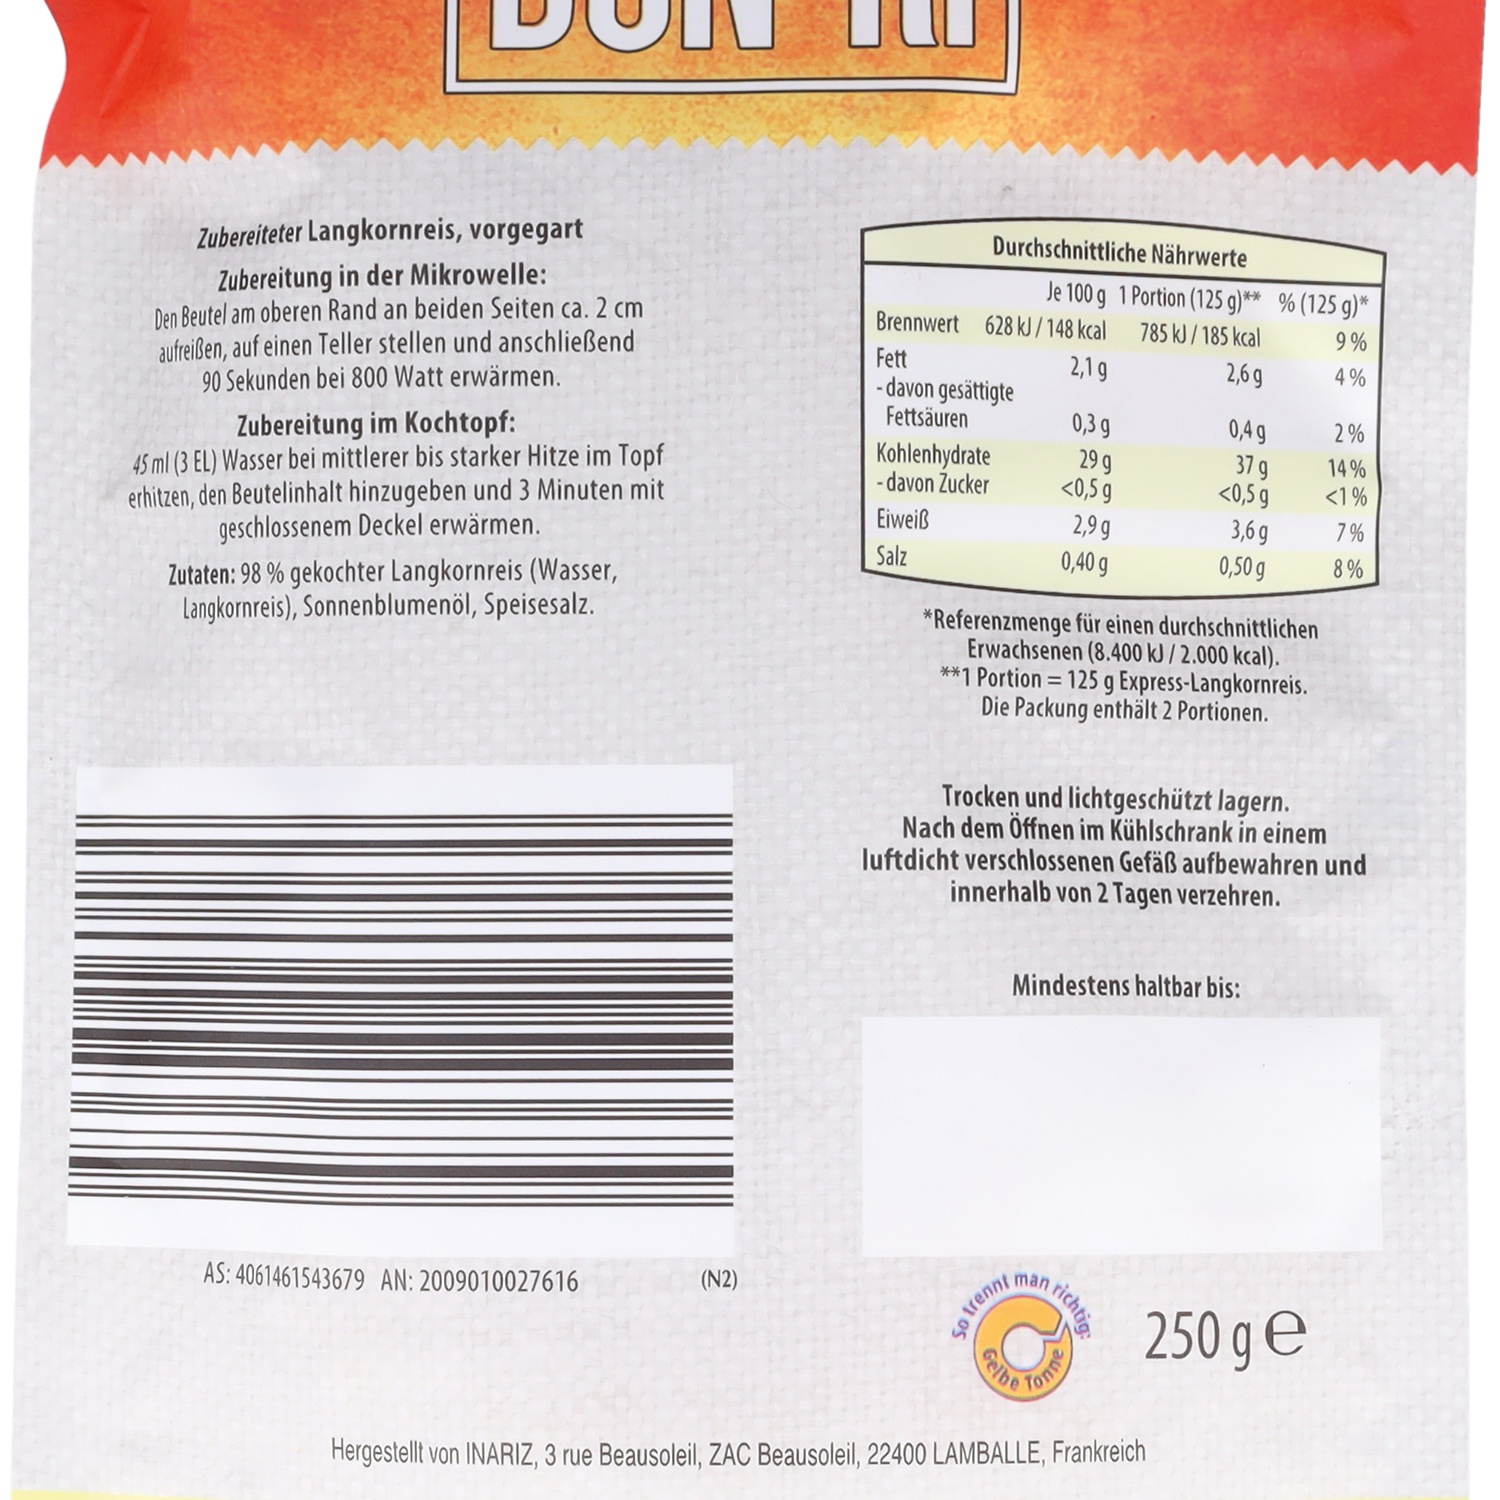 BON RI
Zubereiteter Langkornreis, vorgegart
Zubereitung in der Mikrowelle:
Den Beutel am oberen Rand an beiden Seiten ca. 2 cm
aufreißen, auf einen Teller stellen und anschließend
90 Sekunden bei 800 Watt erwärmen.
Zubereitung im Kochtopf:
45 ml (3 EL) Wasser bei mittlerer bis starker Hitze im Topf
erhitzen, den Beutelinhalt hinzugeben und 3 Minuten mit
geschlossenem Deckel erwärmen.
Zutaten: 98 % gekochter Langkornreis (Wasser,
Langkornreis), Sonnenblumenöl, Speisesalz.
Durchschnittliche Nährwerte
Je 100 g 1 Portion (125 g)** % (125 g)*
Brennwert 628 kJ / 148 kcal 785 kJ / 185 kcal 9 %
Fett 2,1 g 2,6 g 4 %
- davon gesättigte
Fettsäuren 0,3 g 0,4 g 2 %
Kohlenhydrate 29 g 37 g 14 %
- davon Zucker <0,5 g <0,5 g <1 %
Eiweiß 2,9 g 3,6 g 7 %
Salz 0,40 g 0,50 g 8 %
*Referenzmenge für einen durchschnittlichen
Erwachsenen (8.400 kJ / 2.000 kcal).
**1 Portion = 125 g Express-Langkornreis.
Die Packung enthält 2 Portionen.
Trocken und lichtgeschützt lagern.
Nach dem Öffnen im Kühlschrank in einem
luftdicht verschlossenen Gefäß aufbewahren und
innerhalb von 2 Tagen verzehren.
Mindestens haltbar bis:
AS: 4061461543679 AN: 2009010027616 (N2)
So trennt man richtig:
Gelbe Tonne
250 g e
Hergestellt von INARIZ, 3 rue Beausoleil, ZAC Beausoleil, 22400 LAMBALLE, Frankreich